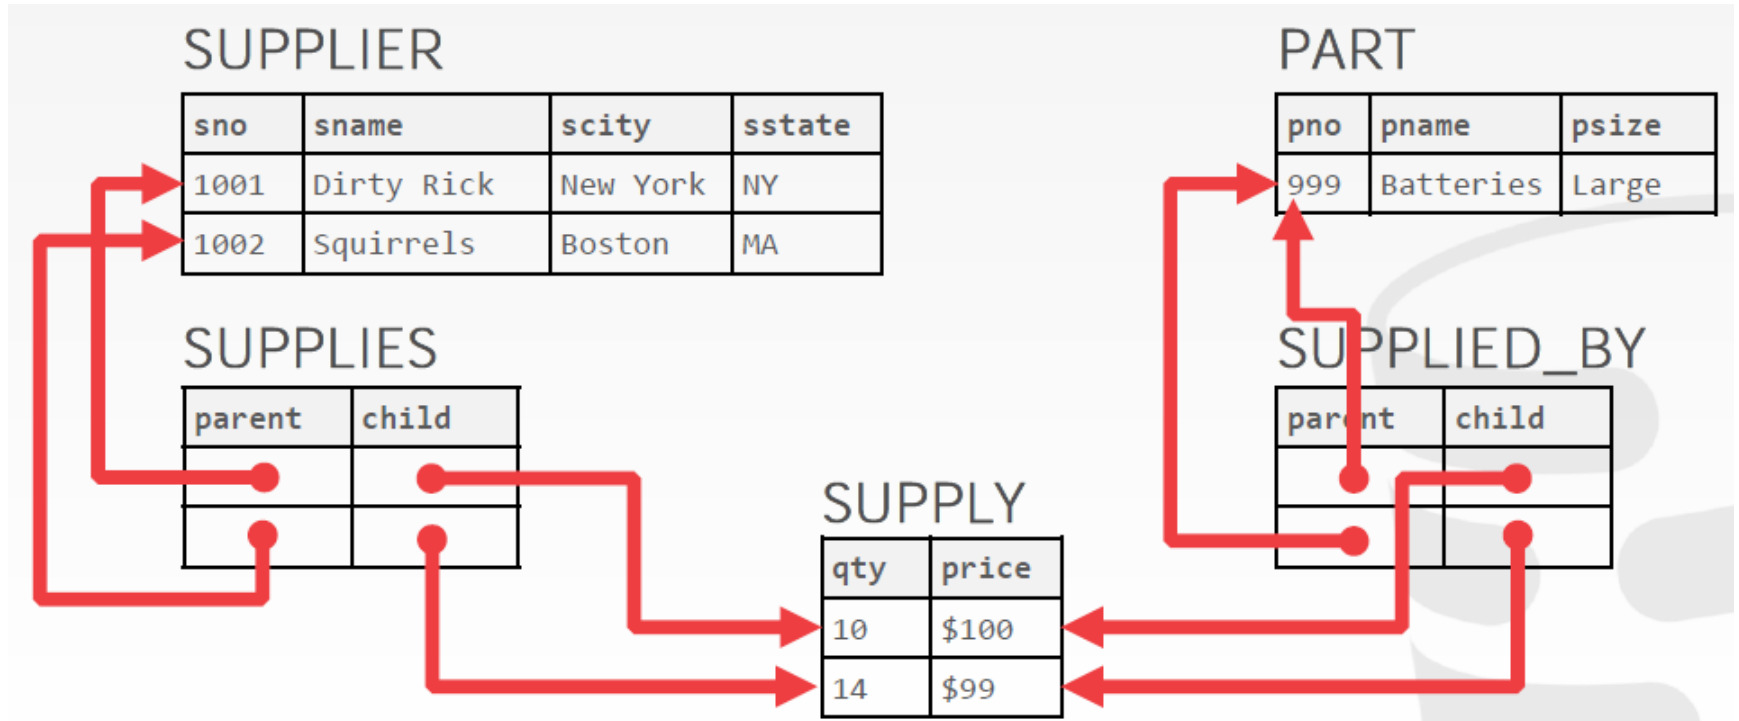 SUPPLIER
sno sname scity sstate
1001 Dirty Rick New York NY
1002 Squirrels Boston MA
PART
pno pname psize
999 Batteries Large
SUPPLIES
parent child
SUPPLY
qty price
10 $100
14 $99
SUPPLIED_BY
parent child